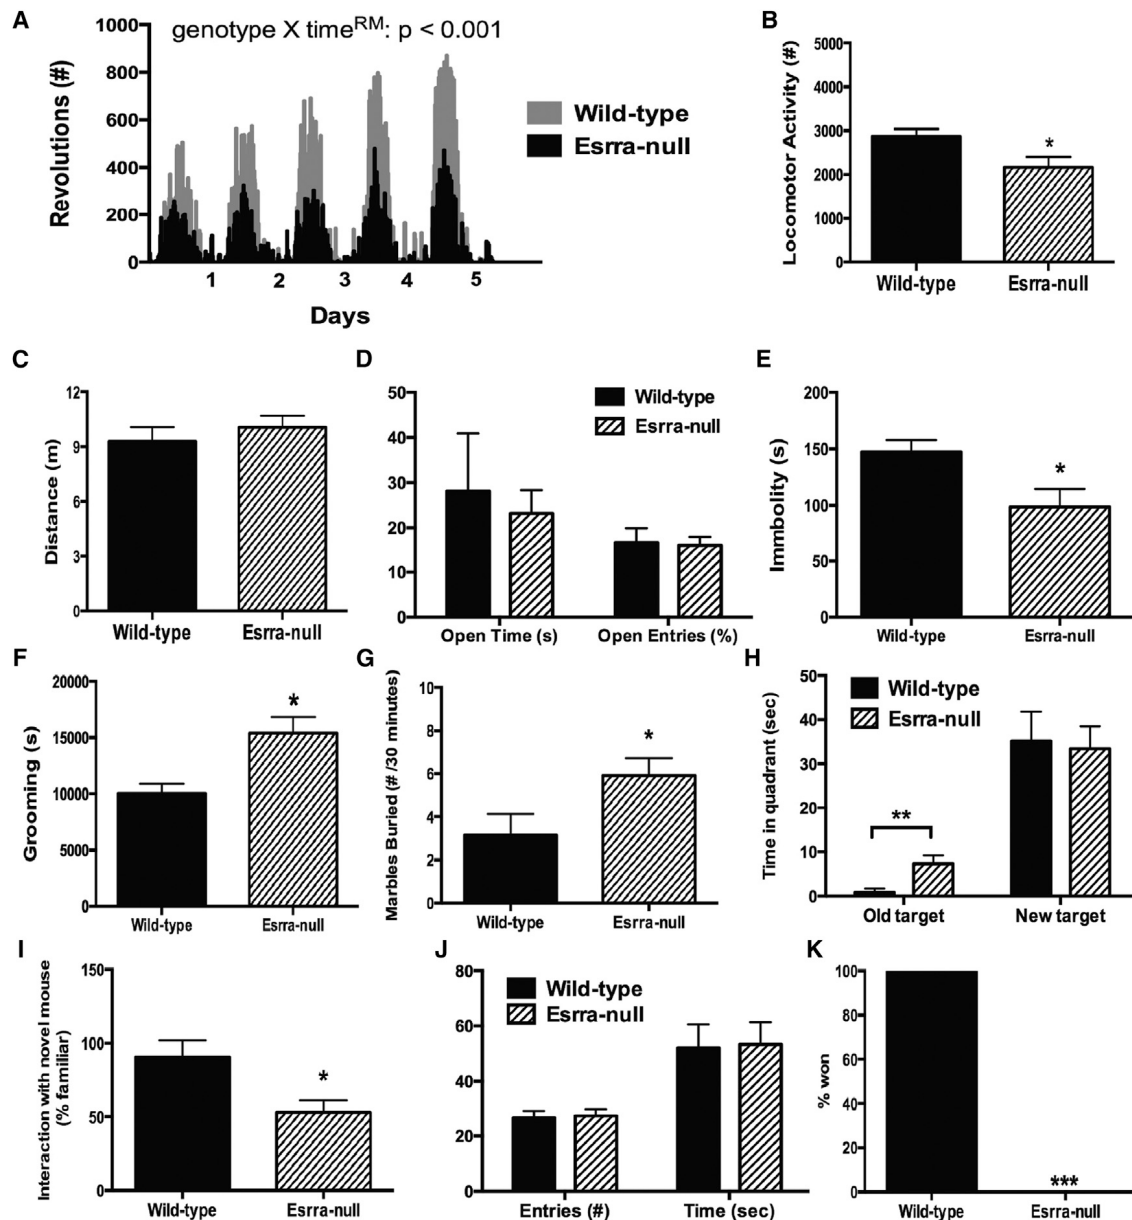 A
genotype X timeRM: p < 0.001
Revolutions (#)
1000
800
600
400
200
0
1 2 3 4 5
Days
Wild-type
Esrra-null
B
Locomotor Activity (#)
5000
4000
3000
2000
1000
0
*
Wild-type Esrra-null
C
Distance (m)
12
9
6
3
0
Wild-type Esrra-null
D
50
40
30
20
10
0
Wild-type
Esrra-null
Open Time (s) Open Entries (%)
E
Immbolity (s)
200
150
100
50
0
*
Wild-type Esrra-null
F
Grooming (s)
20000
15000
10000
5000
0
*
Wild-type Esrra-null
G
Marbles Buried (# /30 minutes)
10
8
6
4
2
0
*
Wild-type Esrra-null
H
Time in quadrant (sec)
50
40
30
20
10
0
Wild-type
Esrra-null
**
Old target New target
I
Interaction with novel mouse
(% familiar)
150
100
50
0
*
Wild-type Esrra-null
J
80
60
40
20
0
Wild-type
Esrra-null
Entries (#) Time (sec)
K
% won
100
80
60
40
20
0
***
Wild-type Esrra-null